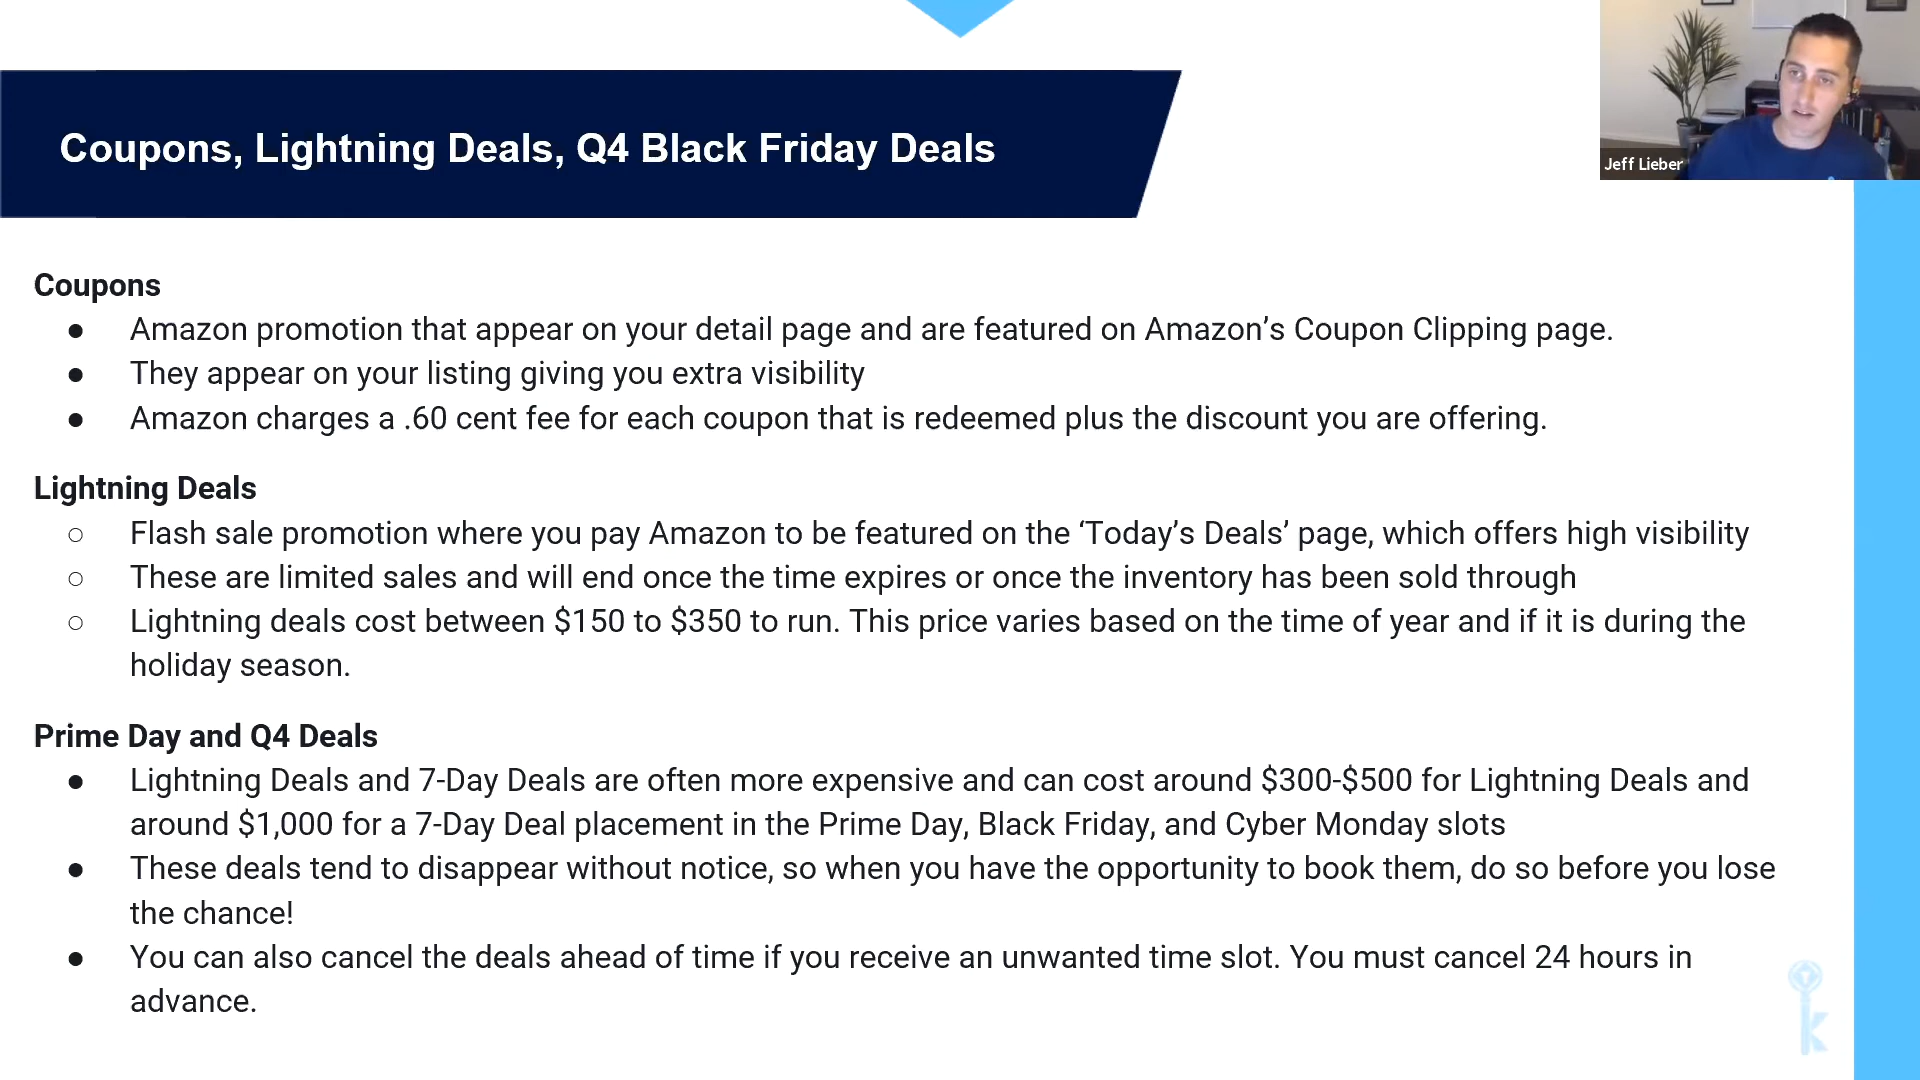 Jeff Lieber
Coupons, Lightning Deals, Q4 Black Friday Deals
Coupons
● Amazon promotion that appear on your detail page and are featured on Amazon’s Coupon Clipping page.
● They appear on your listing giving you extra visibility
● Amazon charges a .60 cent fee for each coupon that is redeemed plus the discount you are offering.
Lightning Deals
○ Flash sale promotion where you pay Amazon to be featured on the ‘Today’s Deals’ page, which offers high visibility
○ These are limited sales and will end once the time expires or once the inventory has been sold through
○ Lightning deals cost between $150 to $350 to run. This price varies based on the time of year and if it is during the
holiday season.
Prime Day and Q4 Deals
● Lightning Deals and 7-Day Deals are often more expensive and can cost around $300-$500 for Lightning Deals and
around $1,000 for a 7-Day Deal placement in the Prime Day, Black Friday, and Cyber Monday slots
● These deals tend to disappear without notice, so when you have the opportunity to book them, do so before you lose
the chance!
● You can also cancel the deals ahead of time if you receive an unwanted time slot. You must cancel 24 hours in
advance.
k